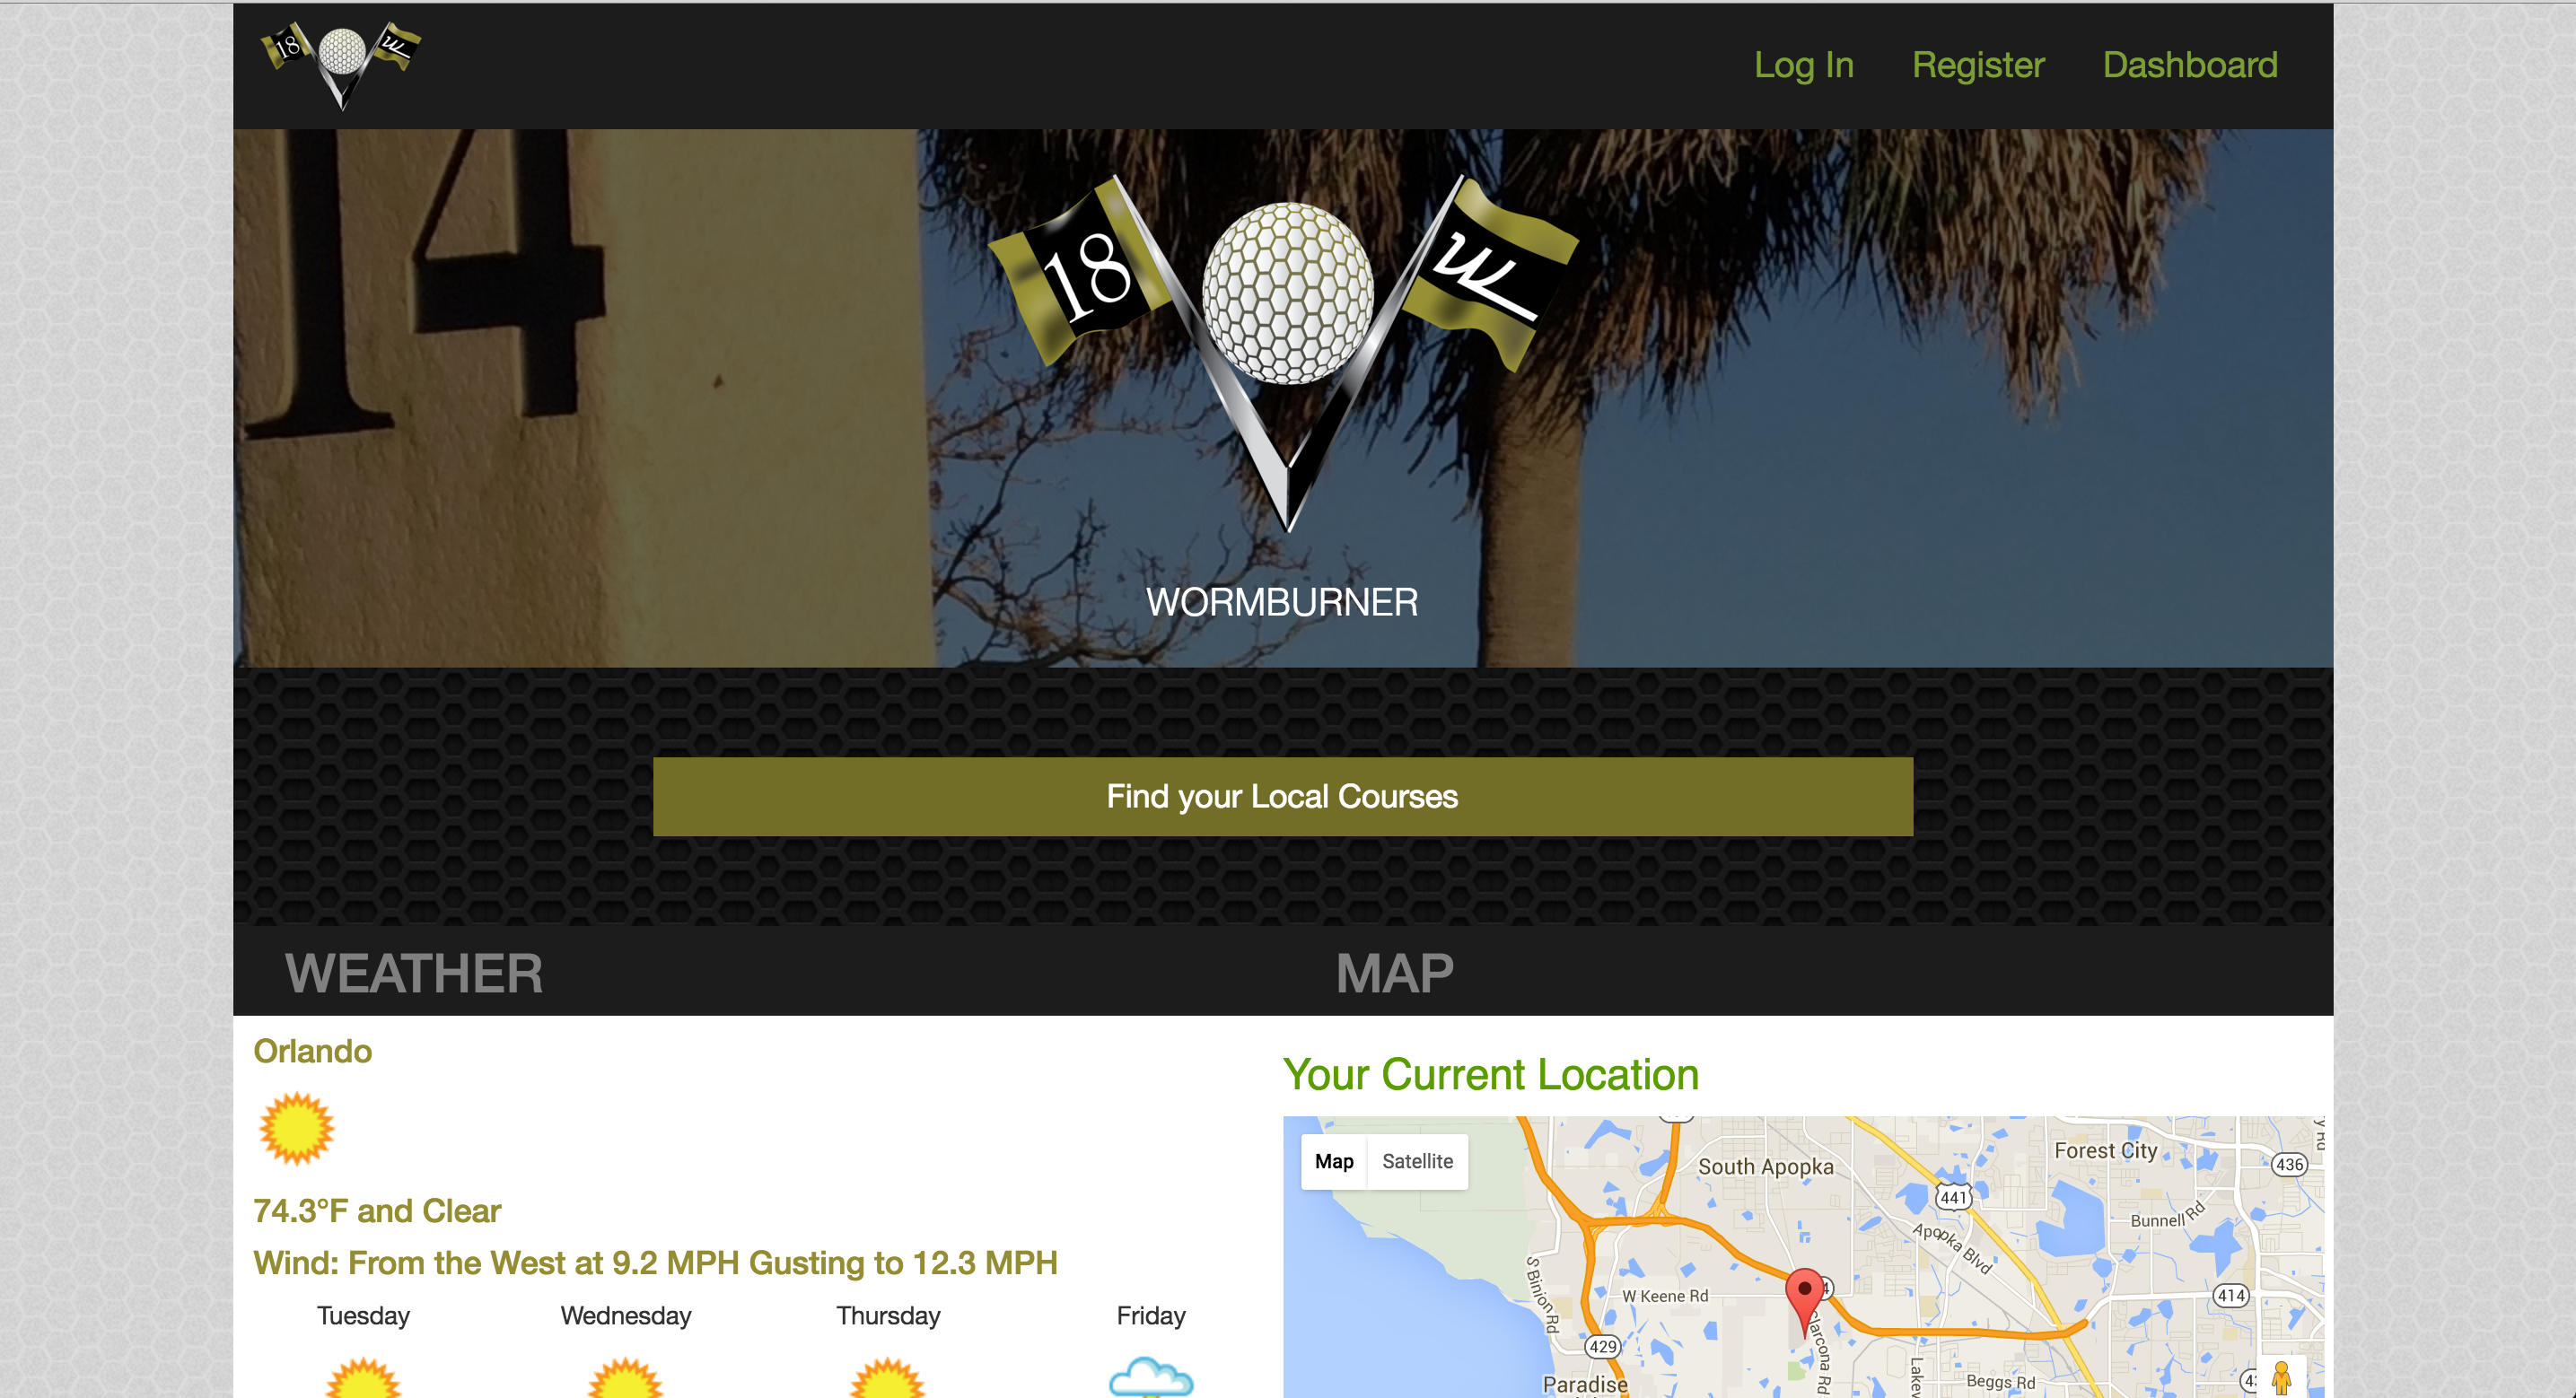 18
W
Log In Register Dashboard
14
18
W
WORMBURNER
Find your Local Courses
WEATHER MAP
Orlando
Your Current Location
74.3°F and Clear
Wind: From the West at 9.2 MPH Gusting to 12.3 MPH
Tuesday Wednesday Thursday Friday
Map Satellite
South Apopka
Forest City
436
441
Bunnell Rd
Apopka Blvd
S Binion Rd
W Keene Rd
414
Clarcona Rd
429
Paradise
Beggs Rd